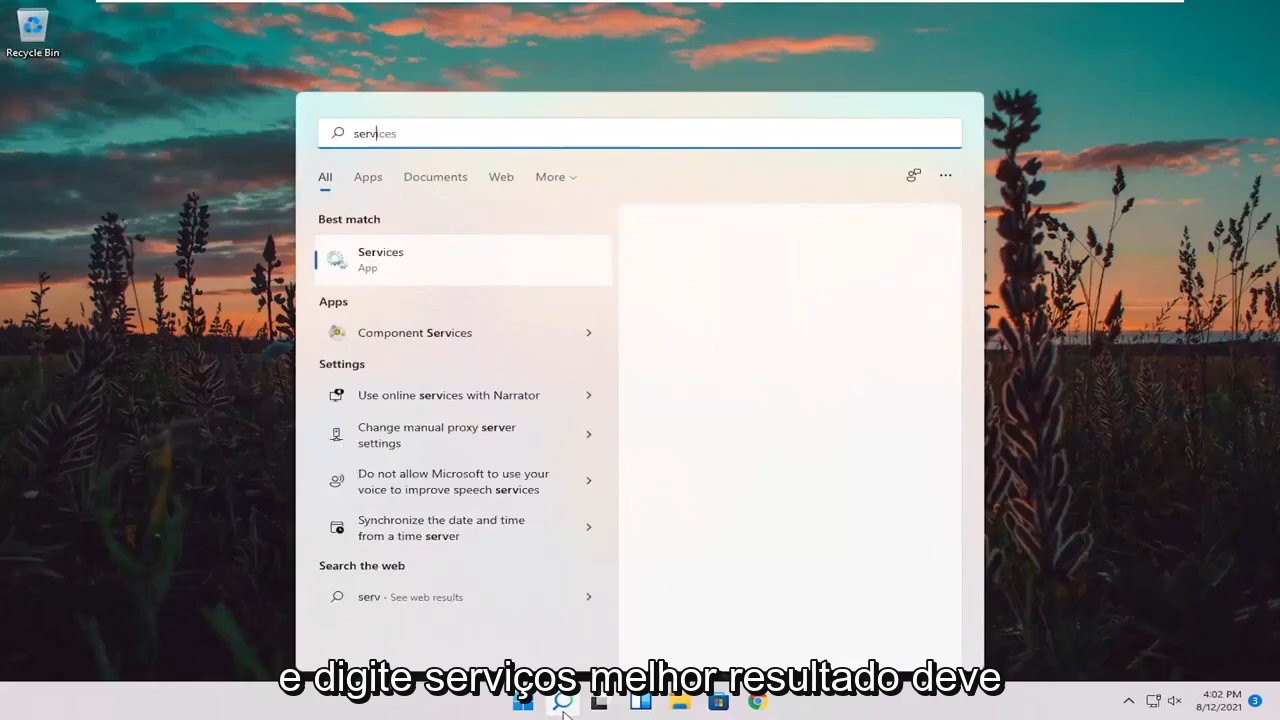 Recycle Bin
services
All Apps Documents Web More
Best match
Services
App
Apps
Component Services
Settings
Use online services with Narrator
Change manual proxy server
settings
Do not allow Microsoft to use your
voice to improve speech services
Synchronize the date and time
from a time server
Search the web
serv - See web results
e digite serviços melhor resultado deve
4:02 PM
8/12/2021
3